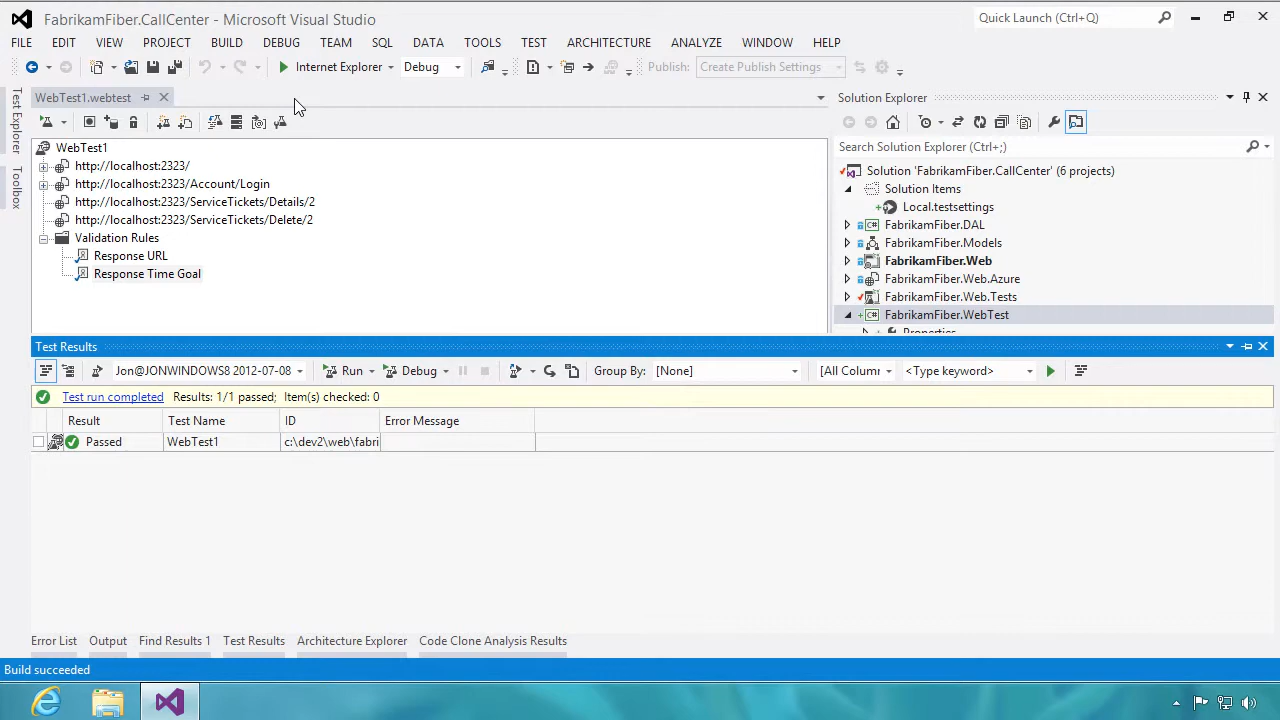 FabrikamFiber.CallCenter - Microsoft Visual Studio
Quick Launch (Ctrl+Q)
FILE EDIT VIEW PROJECT BUILD DEBUG TEAM SQL DATA TOOLS TEST ARCHITECTURE ANALYZE WINDOW HELP
Internet Explorer Debug Publish: Create Publish Settings
Test Explorer
Toolbox
WebTest1.webtest
WebTest1
http://localhost:2323/
http://localhost:2323/Account/Login
http://localhost:2323/ServiceTickets/Details/2
http://localhost:2323/ServiceTickets/Delete/2
Validation Rules
Response URL
Response Time Goal
Solution Explorer
Search Solution Explorer (Ctrl+;)
Solution 'FabrikamFiber.CallCenter' (6 projects)
Solution Items
Local.testsettings
FabrikamFiber.DAL
FabrikamFiber.Models
FabrikamFiber.Web
FabrikamFiber.Web.Azure
FabrikamFiber.Web.Tests
FabrikamFiber.WebTest
Properties
Test Results
Jon@JONWINDOWS8 2012-07-08 Run Debug Group By: [None] [All Column <Type keyword>
Test run completed Results: 1/1 passed; Item(s) checked: 0
Result Test Name ID Error Message
Passed WebTest1 c:\dev2\web\fabri
Error List Output Find Results 1 Test Results Architecture Explorer Code Clone Analysis Results
Build succeeded